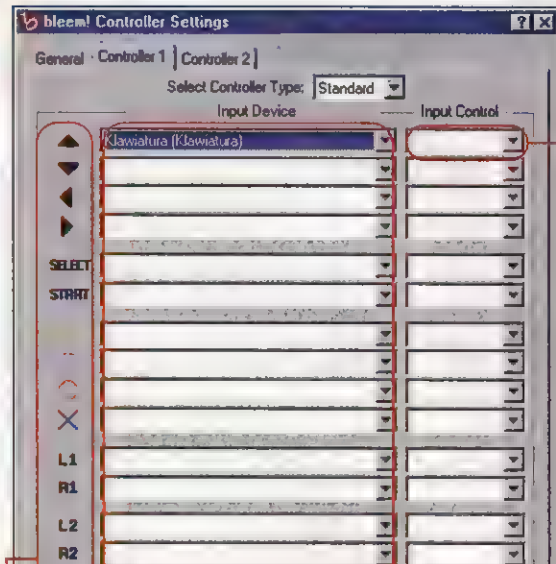 bleem! Controller Settings
General Controller 1 Controller 2
Select Controller Type: Standard
Input Device Input Control
Klawiatura (Klawiatura)
SELECT
START
L1
R1
L2
R2